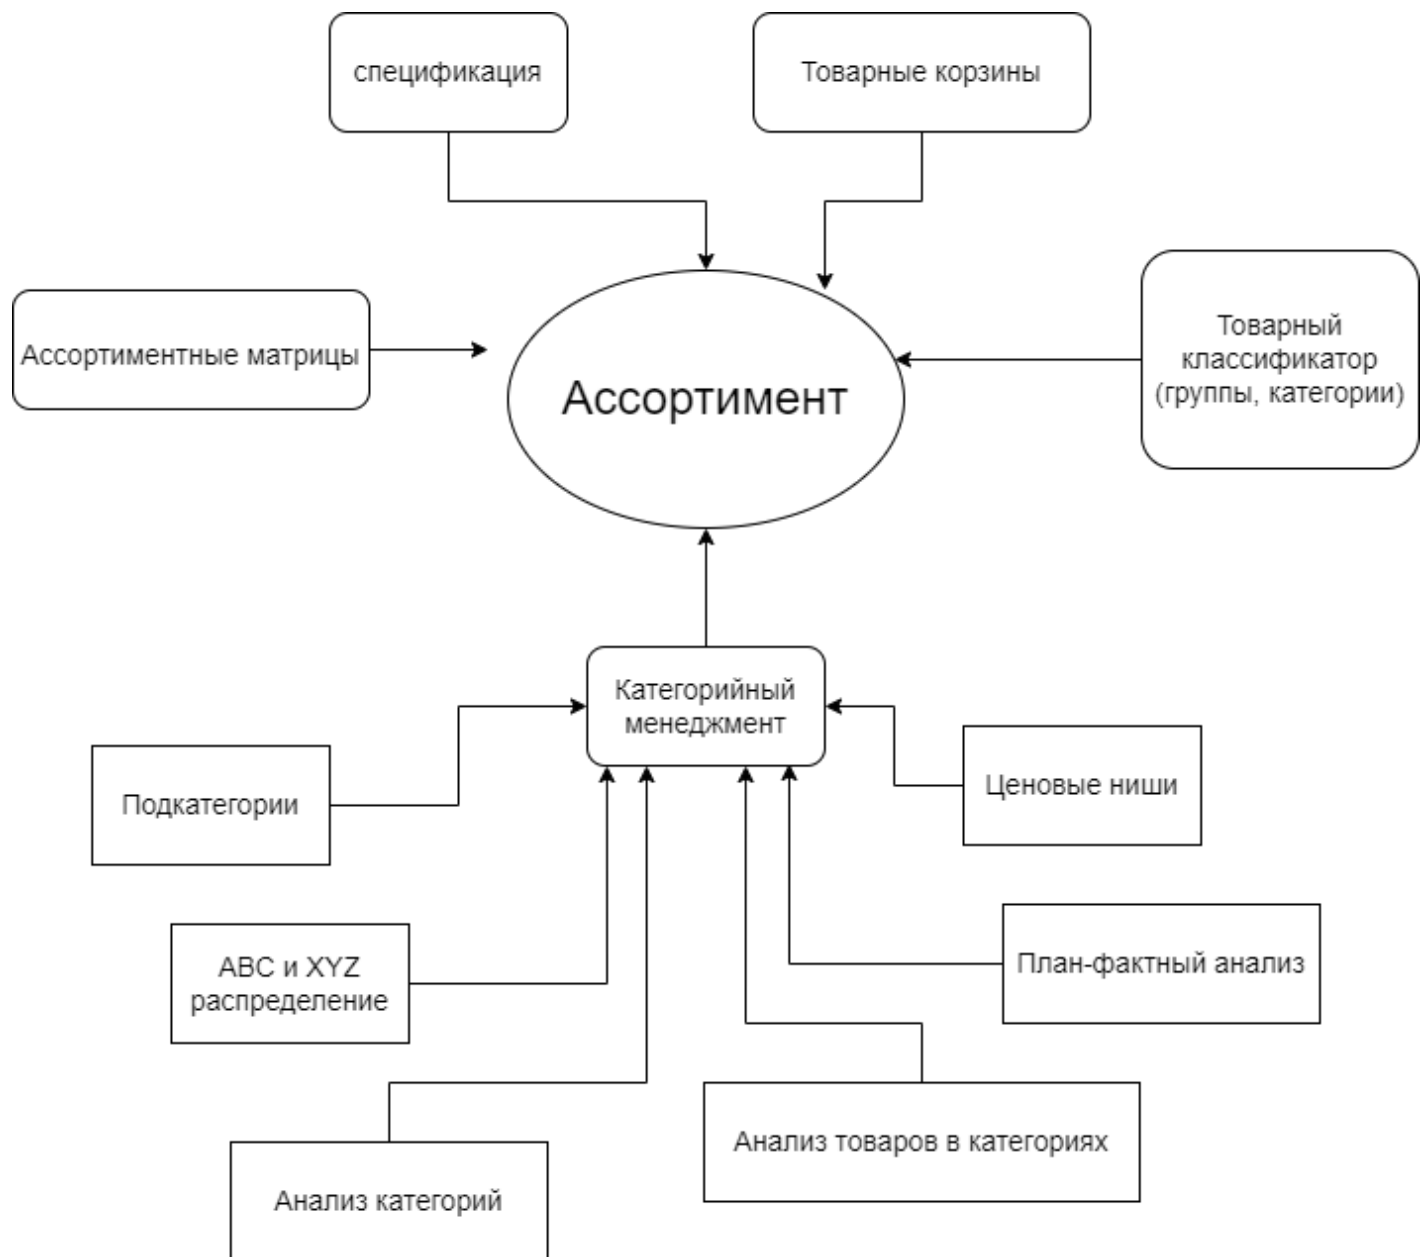 спецификация
Товарные корзины
Ассортиментные матрицы
Товарный
классификатор
(группы, категории)
Ассортимент
Категорийный
менеджмент
Подкатегории
Ценовые ниши
ABC и XYZ
распределение
План-фактный анализ
Анализ товаров в категориях
Анализ категорий